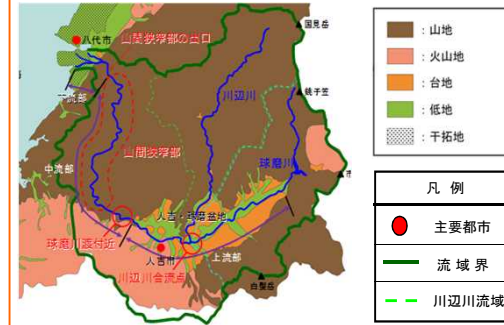 国見岳
八代市
山間狭窄部の出口
川辺川
銚子笠
下流部
中流部
山間狭窄部
球磨川
市
人吉・球磨盆地
球磨川渡付近
人吉市
上流部
川辺川合流点
白髪岳
：山地
：火山地
：台地
：低地
：干拓地
凡例
主要都市
流域界
川辺川流域